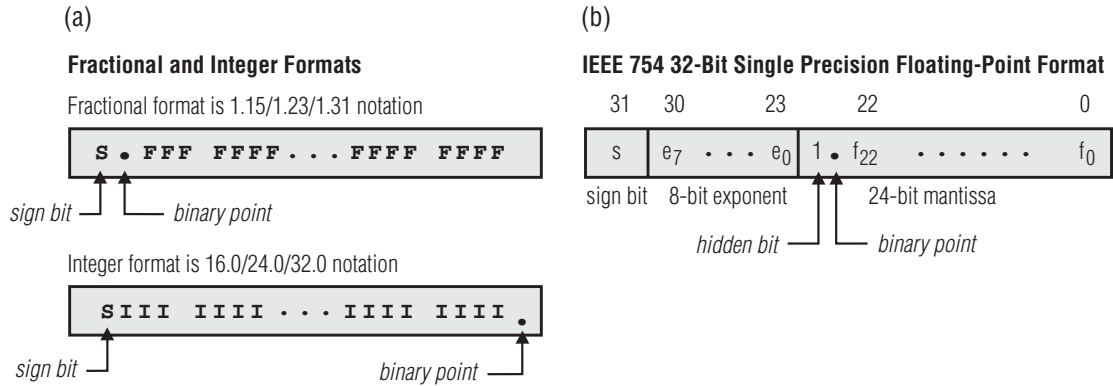 (a)
Fractional and Integer Formats
Fractional format is 1.15/1.23/1.31 notation
S.FFF FFFF...FFFF FFFF
sign bit
binary point
Integer format is 16.0/24.0/32.0 notation
SIII IIII ... IIII IIII.
sign bit
binary point
(b)
IEEE 754 32-Bit Single Precision Floating-Point Format
31 30 23 22 0
s e7 . . . e0 1 . f22 . . . . . . f0
sign bit 8-bit exponent 24-bit mantissa
hidden bit binary point